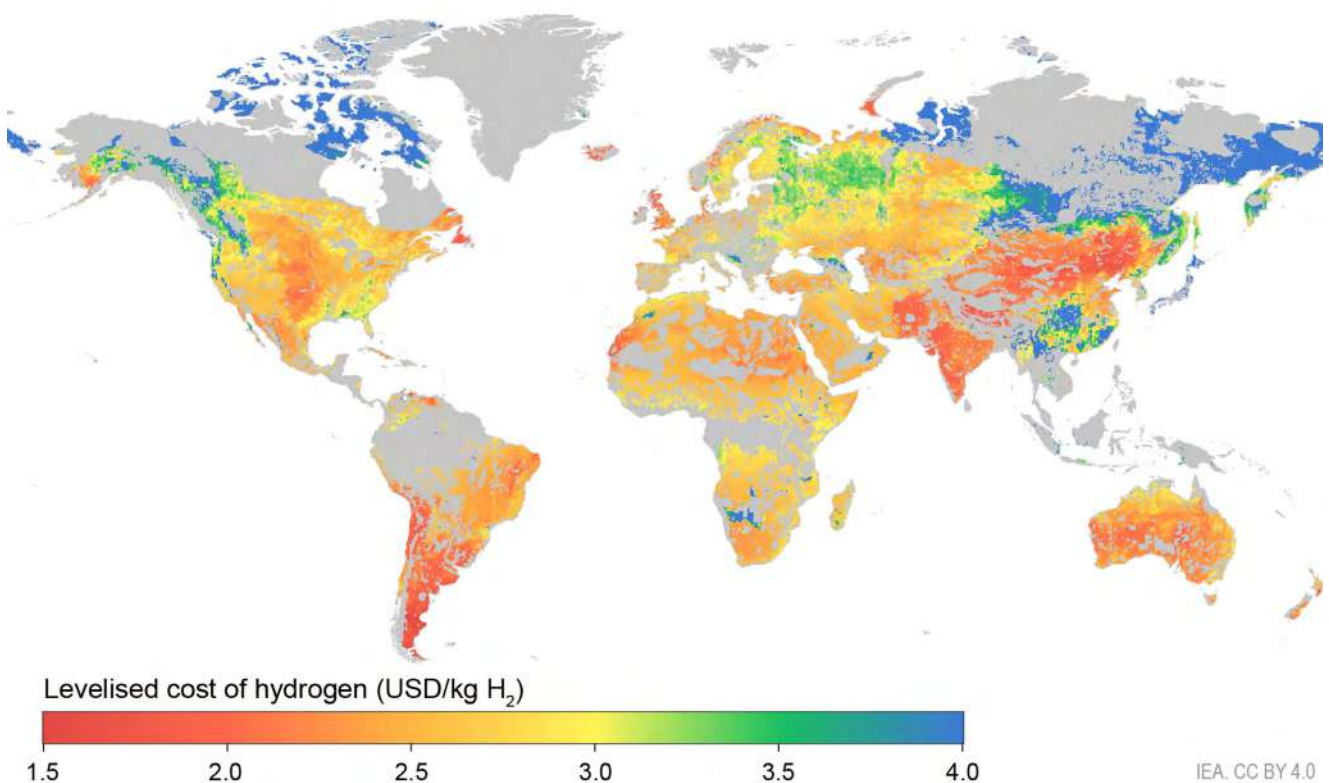 Levelised cost of hydrogen (USD/kg H₂)
1.5 2.0 2.5 3.0 3.5 4.0
IEA. CC BY 4.0